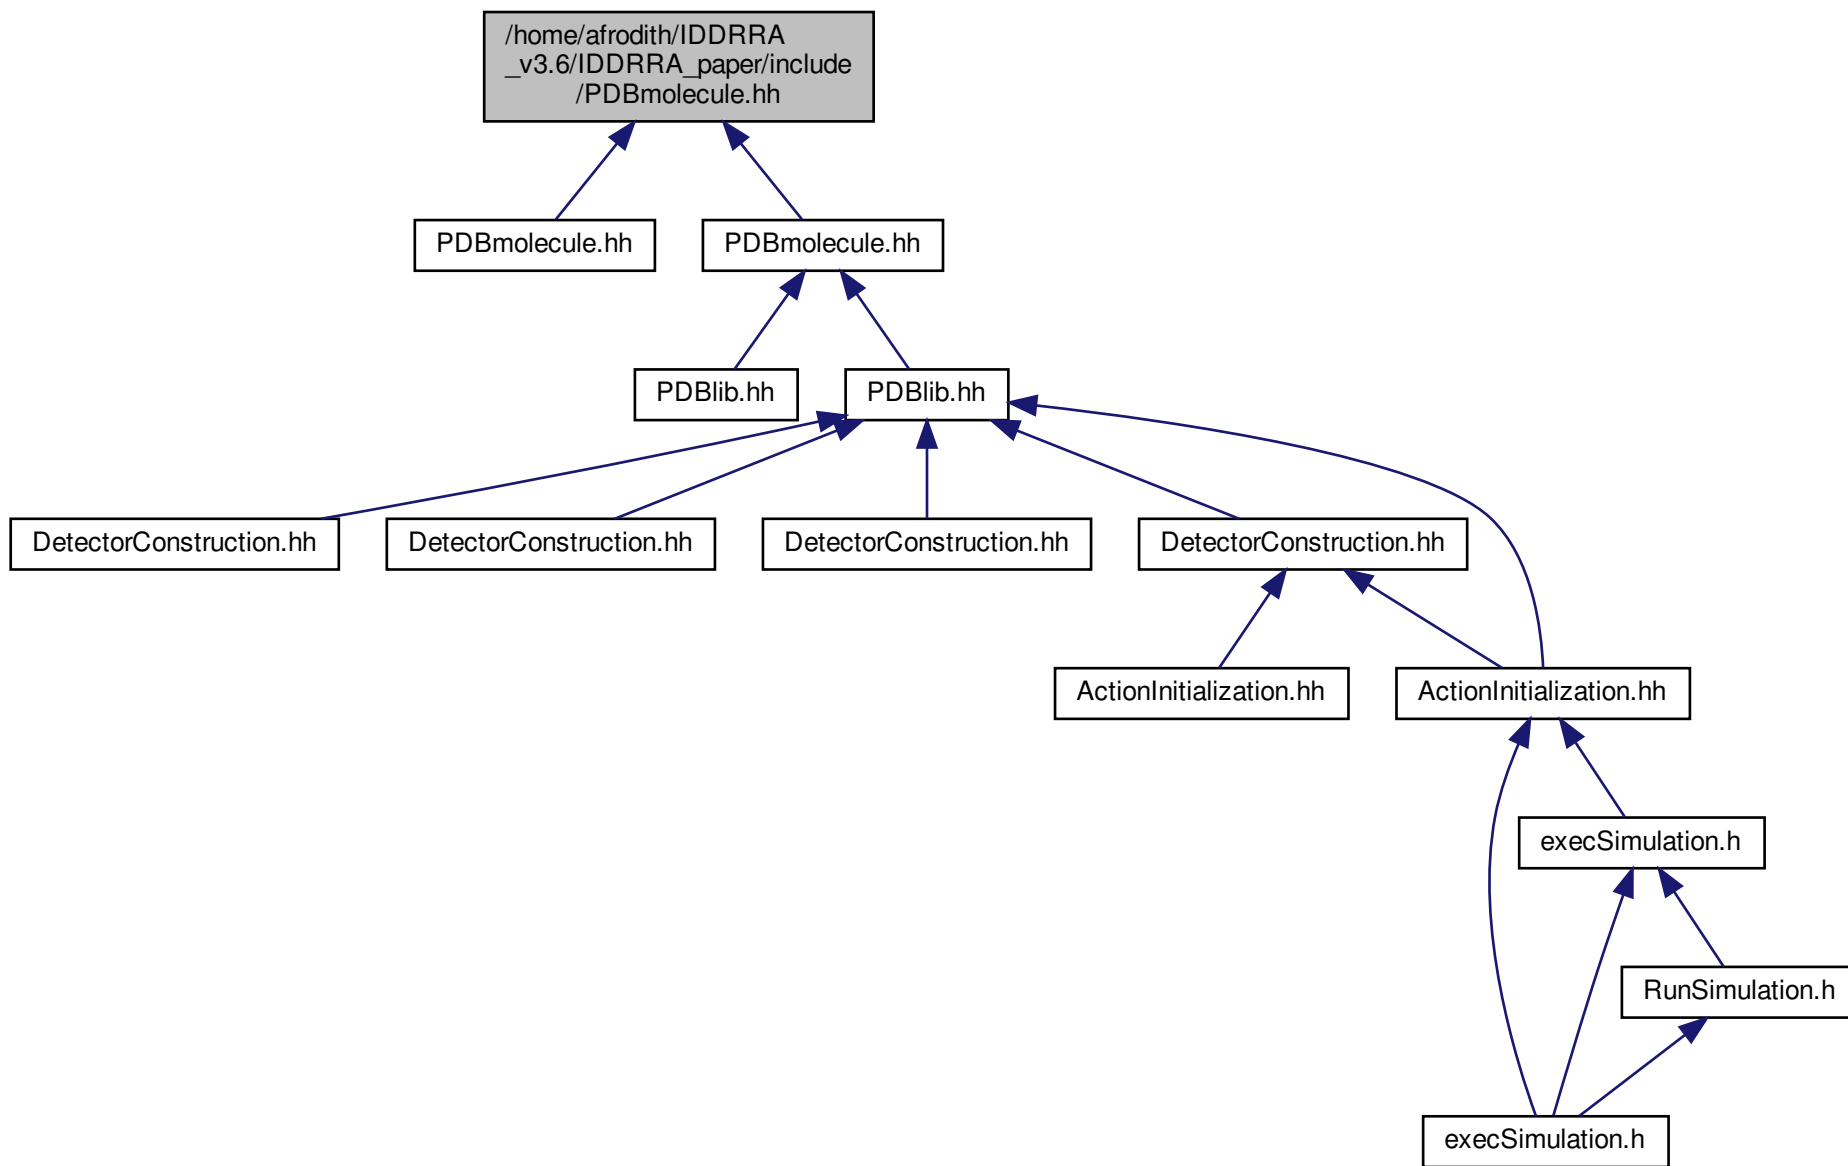 /home/afrodith/IDDRRA
_v3.6/IDDRRA_paper/include
/PDBmolecule.hh
PDBmolecule.hh
PDBmolecule.hh
PDBlib.hh
PDBlib.hh
DetectorConstruction.hh
DetectorConstruction.hh
DetectorConstruction.hh
DetectorConstruction.hh
ActionInitialization.hh
ActionInitialization.hh
execSimulation.h
RunSimulation.h
execSimulation.h